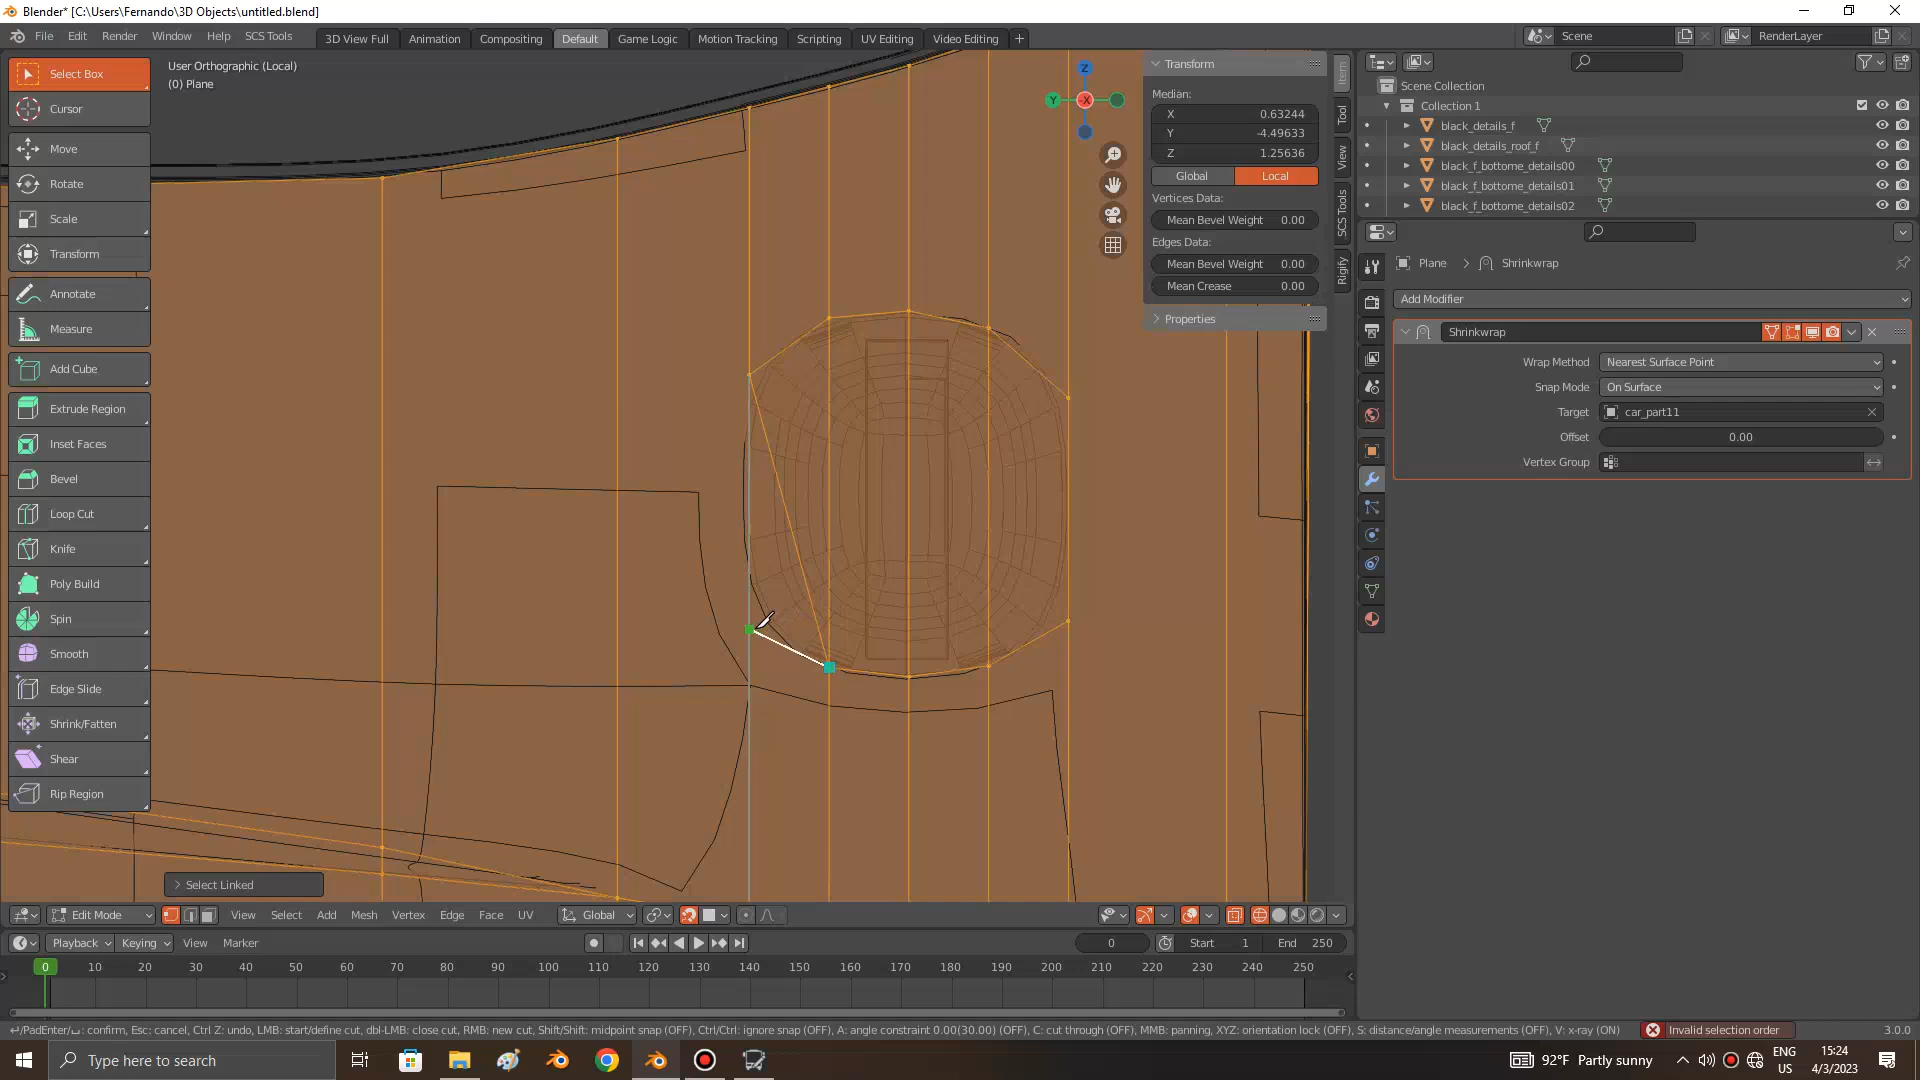 Blender* [C:\Users\Fernando\3D Objects\untitled.blend]
File Edit Render Window Help SCS Tools 3D View Full Animation Compositing Default Game Logic Motion Tracking Scripting UV Editing Video Editing +
Scene RenderLayer
Select Box
Cursor
Move
Rotate
Scale
Transform
Annotate
Measure
Add Cube
Extrude Region
Inset Faces
Bevel
Loop Cut
Knife
Poly Build
Spin
Smooth
Edge Slide
Shrink/Fatten
Shear
Rip Region
User Orthographic (Local)
(0) Plane
Z
Y
-X
Transform
Median:
X 0.63244
Y -4.49633
Z 1.25636
Global Local
Vertices Data:
Mean Bevel Weight 0.00
Edges Data:
Mean Bevel Weight 0.00
Mean Crease 0.00
Properties
Item
Tool
View
SCS Tools
Rigify
Scene Collection
Collection 1
black_details_f
black_details_roof_f
black_f_bottome_details00
black_f_bottome_details01
black_f_bottome_details02
Plane > Shrinkwrap
Add Modifier
Shrinkwrap
Wrap Method Nearest Surface Point
Snap Mode On Surface
Target car_part11
Offset 0.00
Vertex Group
Select Linked
Edit Mode View Select Add Mesh Vertex Edge Face UV Global
Playback Keying View Marker 0 Start 1 End 250
0 10 20 30 40 50 60 70 80 90 100 110 120 130 140 150 160 170 180 190 200 210 220 230 240 250
↵/PadEnter/␣: confirm, Esc: cancel, Ctrl Z: undo, LMB: start/define cut, dbl-LMB: close cut, RMB: new cut, Shift/Shift: midpoint snap (OFF), Ctrl/Ctrl: ignore snap (OFF), A: angle constraint 0.00(30.00) (OFF), C: cut through (OFF), MMB: panning, XYZ: orientation lock (OFF), S: distance/angle measurements (OFF), V: x-ray (ON) Invalid selection order 3.0.0
Type here to search
92°F Partly sunny
ENG
US
15:24
4/3/2023